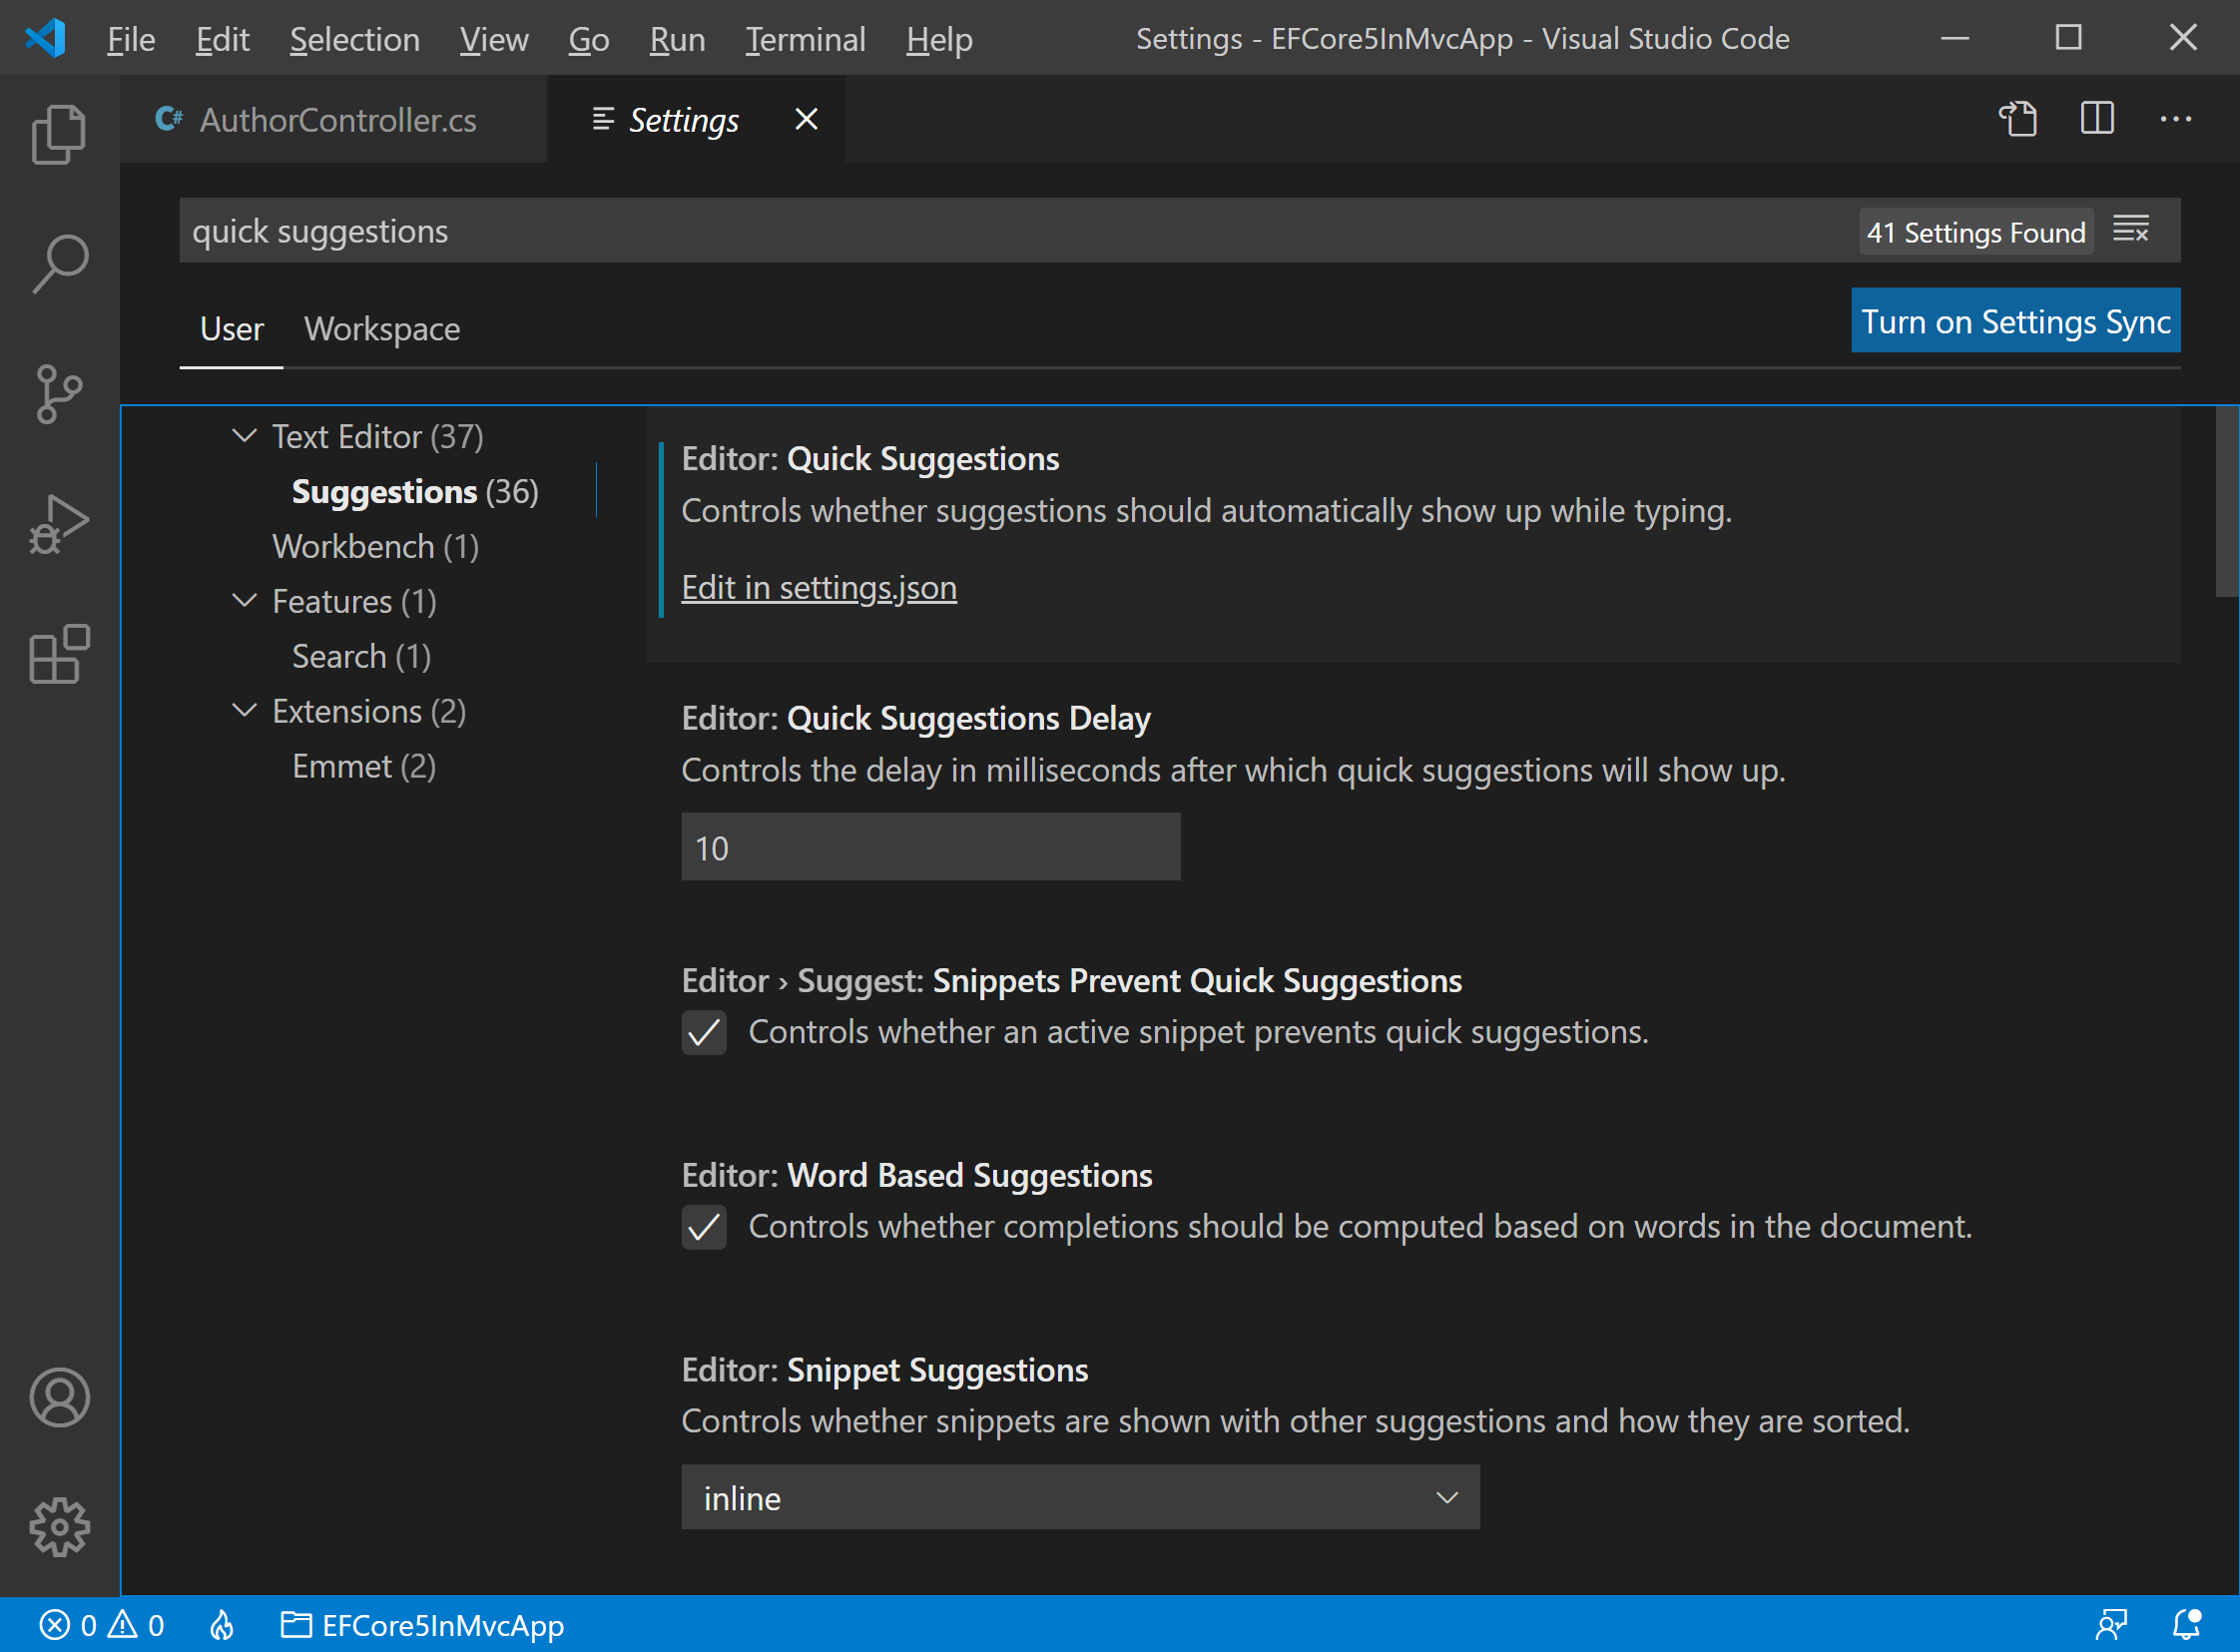 File Edit Selection View Go Run Terminal Help Settings - EFCore5InMvcApp - Visual Studio Code
C# AuthorController.cs Settings
quick suggestions 41 Settings Found
User Workspace Turn on Settings Sync
Text Editor (37)
Suggestions (36)
Workbench (1)
Features (1)
Search (1)
Extensions (2)
Emmet (2)
Editor: Quick Suggestions
Controls whether suggestions should automatically show up while typing.
Edit in settings.json
Editor: Quick Suggestions Delay
Controls the delay in milliseconds after which quick suggestions will show up.
10
Editor › Suggest: Snippets Prevent Quick Suggestions
Controls whether an active snippet prevents quick suggestions.
Editor: Word Based Suggestions
Controls whether completions should be computed based on words in the document.
Editor: Snippet Suggestions
Controls whether snippets are shown with other suggestions and how they are sorted.
inline
0 0 EFCore5InMvcApp